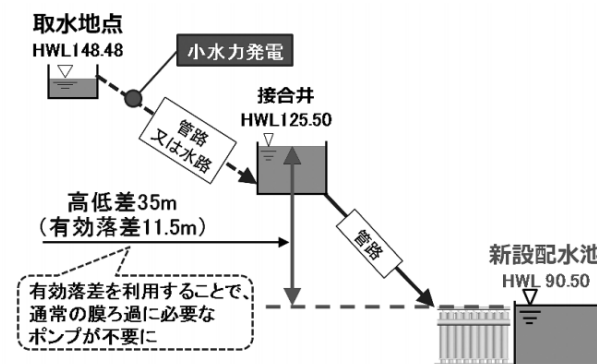 取水地点
HWL148.48
小水力発電
接合井
HWL125.50
管路
又は水路
高低差35m
(有効落差11.5m)
管路
新設配水池
HWL 90.50
有効落差を利用することで、
通常の膜ろ過に必要な
ポンプが不要に